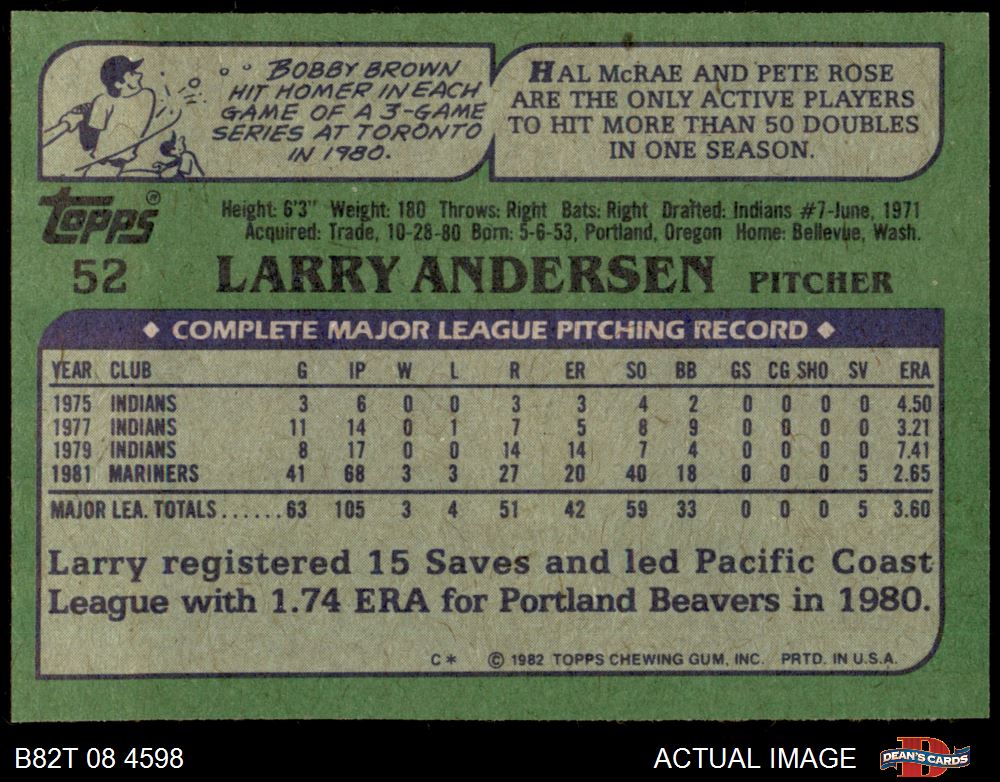 BOBBY BROWN
HIT HOMER IN EACH
GAME OF A 3-GAME
SERIES AT TORONTO
IN 1980.
HAL McRAE AND PETE ROSE
ARE THE ONLY ACTIVE PLAYERS
TO HIT MORE THAN 50 DOUBLES
IN ONE SEASON.
TOPPS®
Height: 6'3" Weight: 180 Throws: Right Bats: Right Drafted: Indians #7-June, 1971
Acquired: Trade, 10-28-80 Born: 5-6-53, Portland, Oregon Home: Bellevue, Wash.
52 LARRY ANDERSEN PITCHER
♦ COMPLETE MAJOR LEAGUE PITCHING RECORD ♦
YEAR CLUB G IP W L R ER SO BB GS CG SHO SV ERA
1975 INDIANS 3 6 0 0 3 3 4 2 0 0 0 0 4.50
1977 INDIANS 11 14 0 1 7 5 8 9 0 0 0 0 3.21
1979 INDIANS 8 17 0 0 14 14 7 4 0 0 0 0 7.41
1981 MARINERS 41 68 3 3 27 20 40 18 0 0 0 5 2.65
MAJOR LEA. TOTALS......63 105 3 4 51 42 59 33 0 0 0 5 3.60
Larry registered 15 Saves and led Pacific Coast
League with 1.74 ERA for Portland Beavers in 1980.
C* © 1982 TOPPS CHEWING GUM, INC. PRTD. IN U.S.A.
B82T 08 4598 ACTUAL IMAGE DEAN'S CARDS